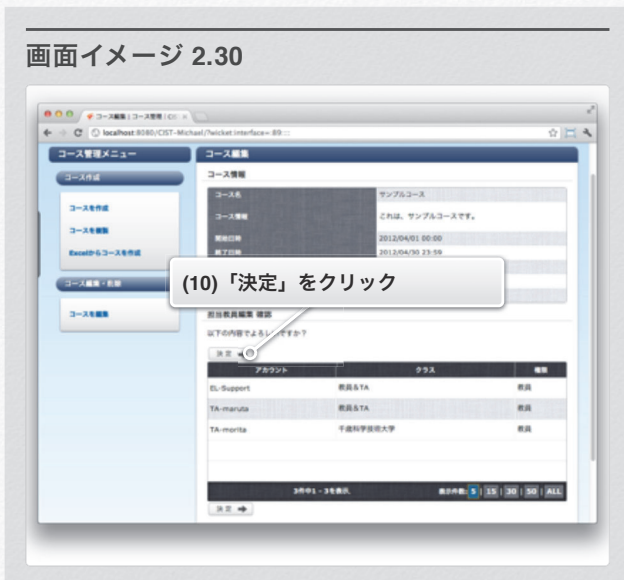 画面イメージ 2.30
コース編集 | コース管理 | CIS
localhost:8080/CIST-Michael/?wicket:interface=:89::::
コース管理メニュー
コース編集
コース作成
コース情報
コース名
サンプルコース
コースを作成
コース情報
これは、サンプルコースです。
コースを複製
開始日時
2012/04/01 00:00
Excelからコースを作成
終了日時
2012/04/30 23:59
(10)「決定」をクリック
コース編集・削除
コースを編集
担当教員編集 確認
以下の内容でよろしいですか?
決定
アカウント
クラス
権限
EL-Support
教員&TA
教員
TA-maruta
教員&TA
教員
TA-morita
千歳科学技術大学
教員
3件中1 - 3を表示.
表示件数: 5 | 15 | 30 | 50 | ALL
決定